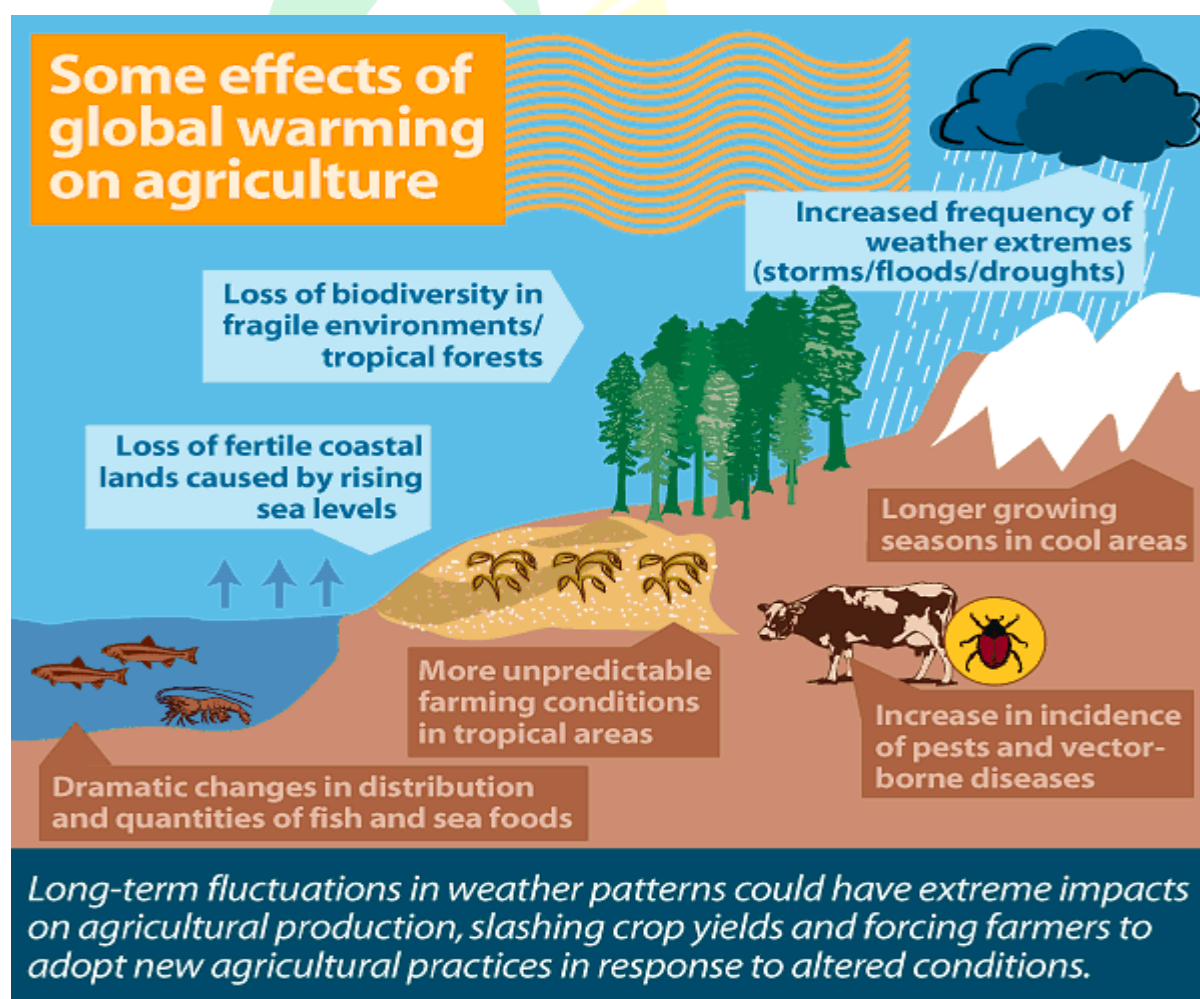 Some effects of
global warming
on agriculture
Increased frequency of
weather extremes
(storms/floods/droughts)
Loss of biodiversity in
fragile environments/
tropical forests
Loss of fertile coastal
lands caused by rising
sea levels
Longer growing
seasons in cool areas
More unpredictable
farming conditions
in tropical areas
Increase in incidence
of pests and vector-
borne diseases
Dramatic changes in distribution
and quantities of fish and sea foods
Long-term fluctuations in weather patterns could have extreme impacts
on agricultural production, slashing crop yields and forcing farmers to
adopt new agricultural practices in response to altered conditions.